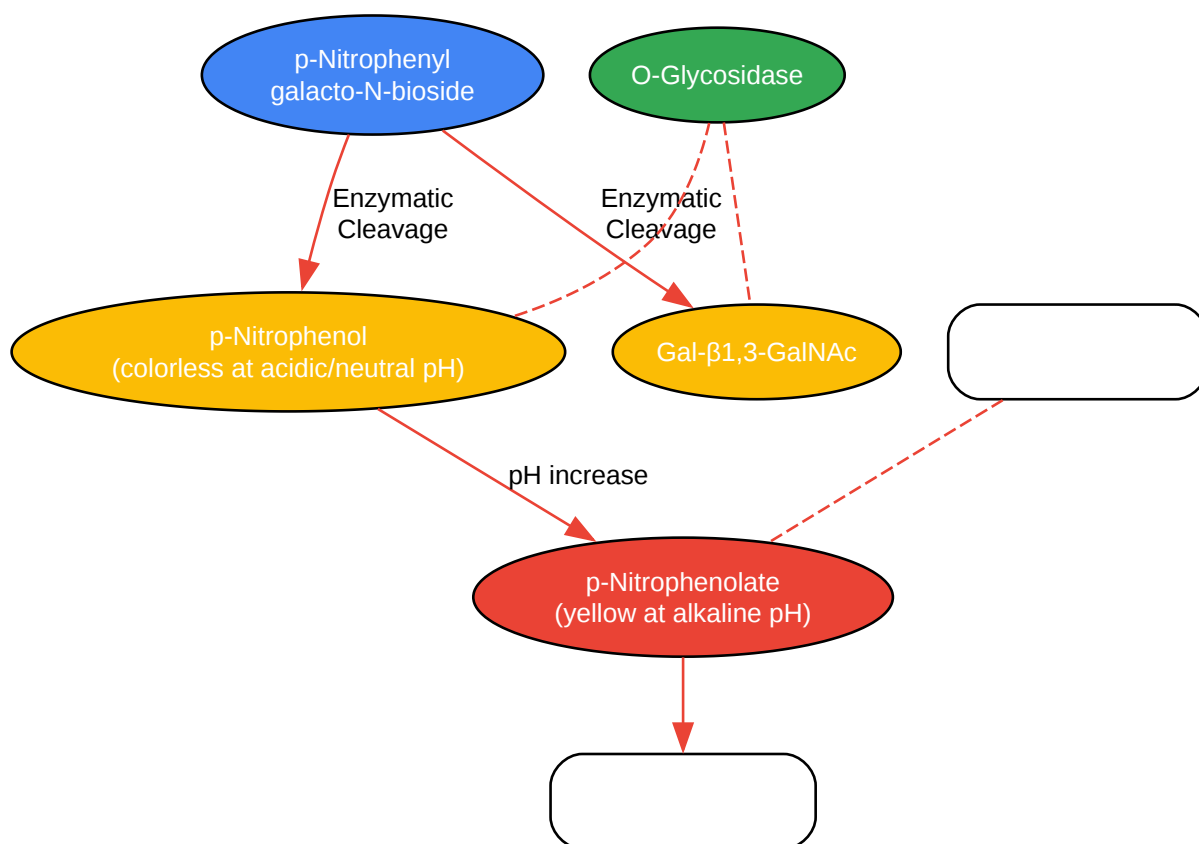 p-Nitrophenyl
galacto-N-bioside
O-Glycosidase
Enzymatic
Cleavage
Enzymatic
Cleavage
p-Nitrophenol
(colorless at acidic/neutral pH)
Gal-β1,3-GalNAc
pH increase
p-Nitrophenolate
(yellow at alkaline pH)